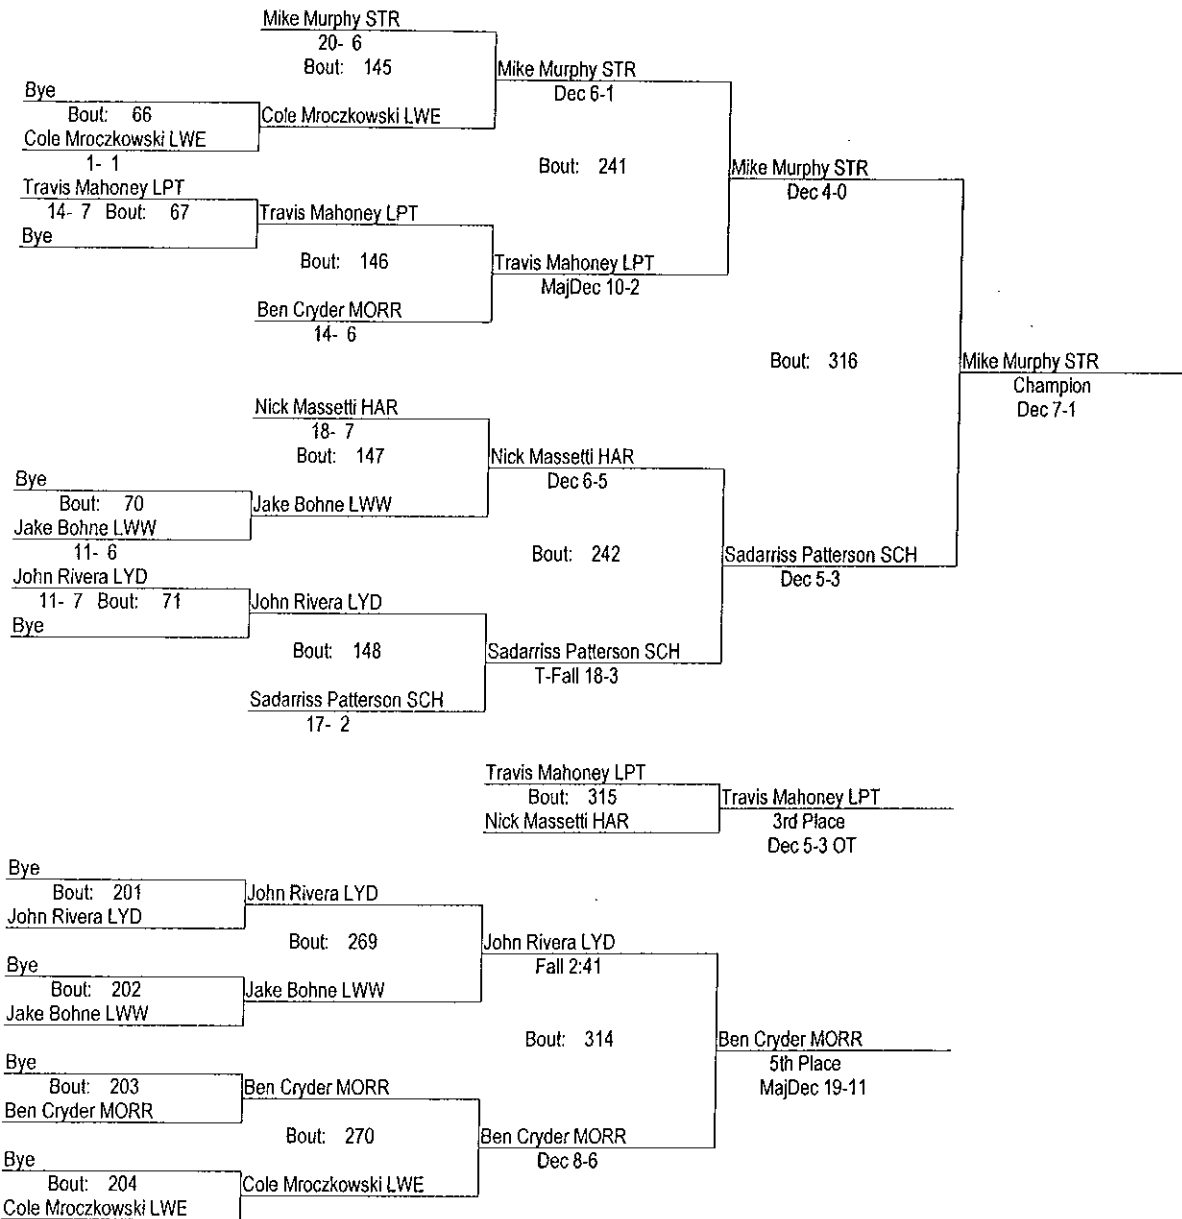 Mike Murphy STR
20- 6
Bout: 145
Mike Murphy STR
Dec 6-1
Bye
Bout: 66
Cole Mroczkowski LWE
Cole Mroczkowski LWE
1- 1
Bout: 241
Mike Murphy STR
Dec 4-0
Travis Mahoney LPT
14- 7 Bout: 67
Travis Mahoney LPT
Bye
Bout: 146
Travis Mahoney LPT
MajDec 10-2
Ben Cryder MORR
14- 6
Bout: 316
Mike Murphy STR
Champion
Dec 7-1
Nick Massetti HAR
18- 7
Bout: 147
Nick Massetti HAR
Dec 6-5
Bye
Bout: 70
Jake Bohne LWW
Jake Bohne LWW
11- 6
Bout: 242
Sadarriss Patterson SCH
Dec 5-3
John Rivera LYD
11- 7 Bout: 71
John Rivera LYD
Bye
Bout: 148
Sadarriss Patterson SCH
T-Fall 18-3
Sadarriss Patterson SCH
17- 2
Travis Mahoney LPT
Bout: 315
Travis Mahoney LPT
Nick Massetti HAR
3rd Place
Dec 5-3 OT
Bye
Bout: 201
John Rivera LYD
John Rivera LYD
Bout: 269
John Rivera LYD
Fall 2:41
Bye
Bout: 202
Jake Bohne LWW
Jake Bohne LWW
Bout: 314
Ben Cryder MORR
5th Place
MajDec 19-11
Bye
Bout: 203
Ben Cryder MORR
Ben Cryder MORR
Bout: 270
Ben Cryder MORR
Dec 8-6
Bye
Bout: 204
Cole Mroczkowski LWE
Cole Mroczkowski LWE